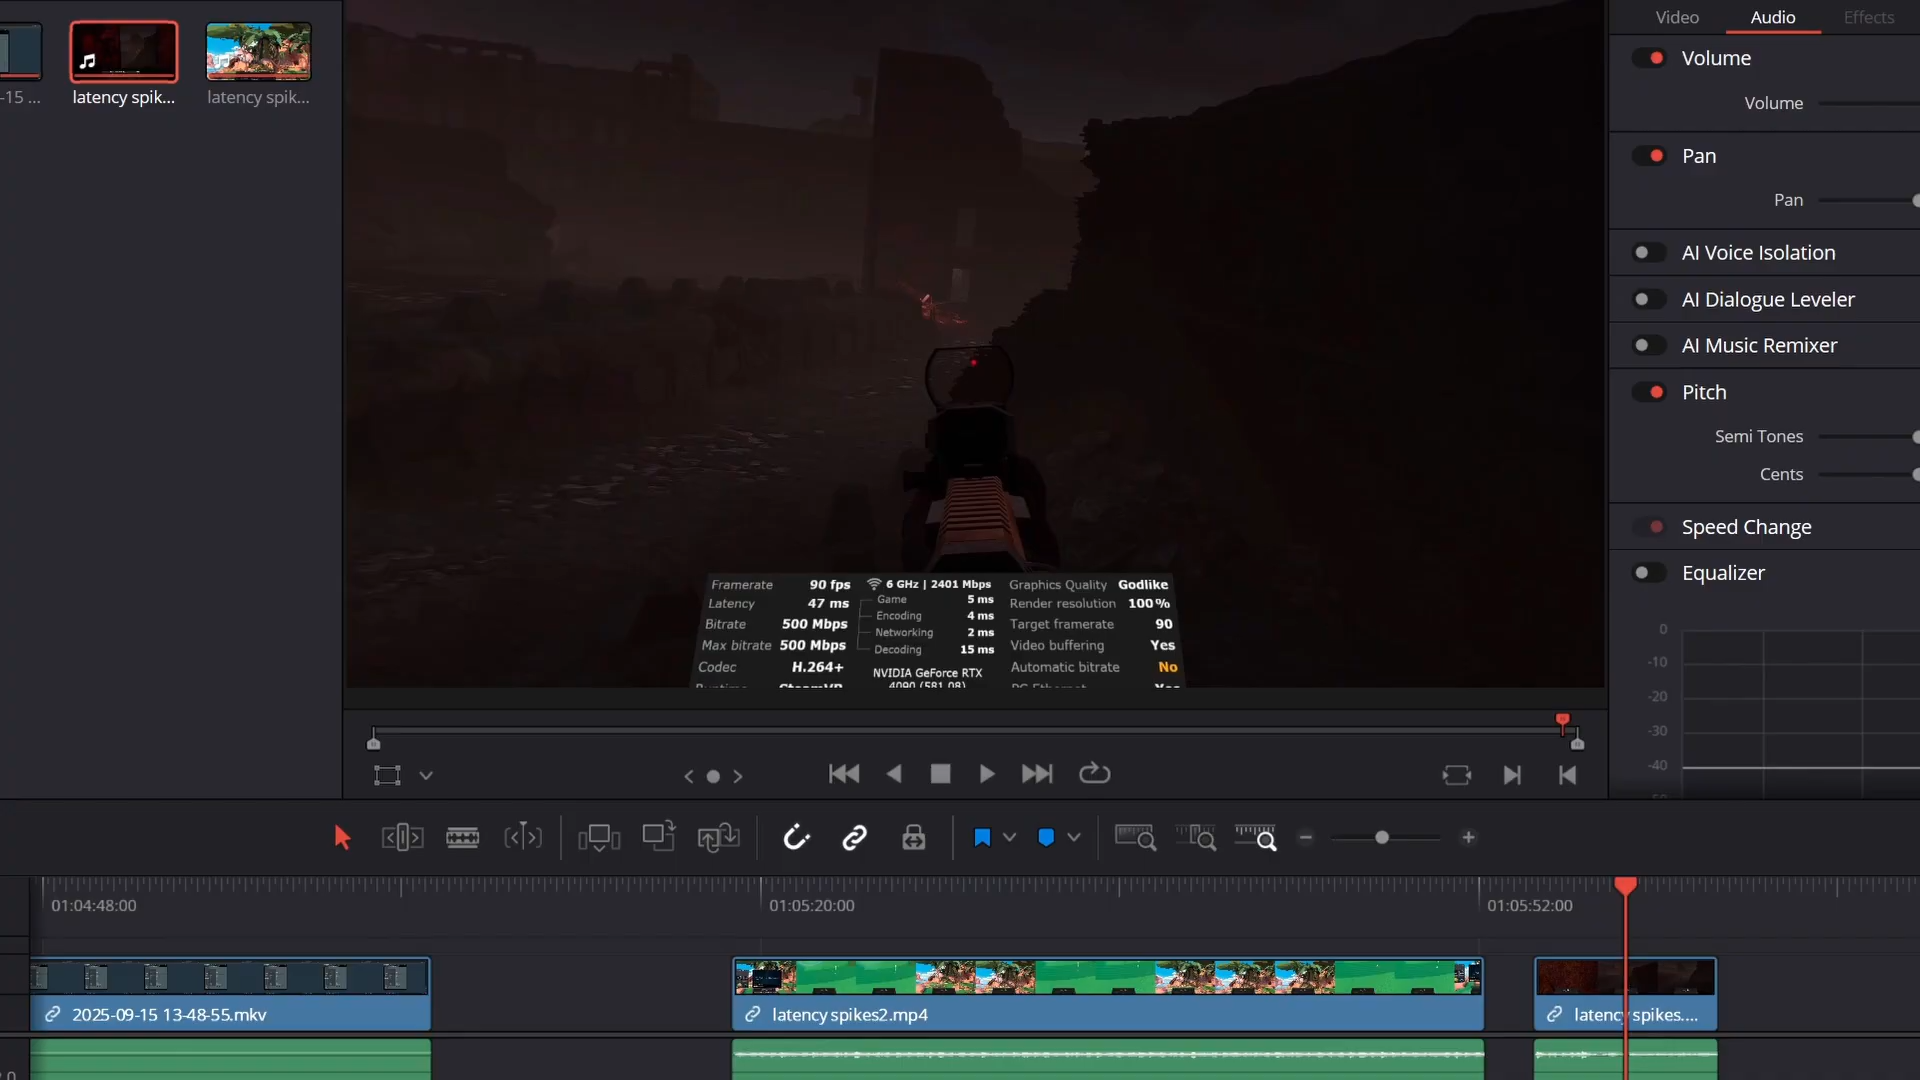 -15 ...
latency spik...
latency spik...
Video
Audio
Effects
Volume
Volume
Pan
Pan
AI Voice Isolation
AI Dialogue Leveler
AI Music Remixer
Pitch
Semi Tones
Cents
Speed Change
Equalizer
0
-10
-20
-30
-40
Framerate 90 fps
Latency 47 ms
Bitrate 500 Mbps
Max bitrate 500 Mbps
Codec H.264+
6 GHz | 2401 Mbps
Game 5 ms
Encoding 4 ms
Networking 2 ms
Decoding 15 ms
NVIDIA GeForce RTX
4090 (581.08)
Graphics Quality Godlike
Render resolution 100%
Target framerate 90
Video buffering Yes
Automatic bitrate No
01:04:48:00
01:05:20:00
01:05:52:00
2025-09-15 13-48-55.mkv
latency spikes2.mp4
latency spikes....